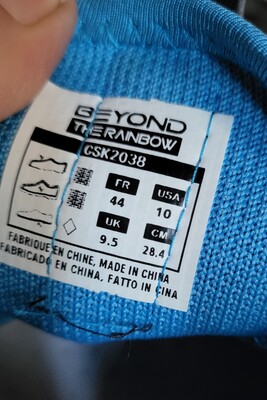 BEYOND
THE RAINBOW
GSK2038
FR USA
44 10
UK CM
9.5 28.4
FABRIQUE EN CHINE, MADE IN CHINA
FABRICADO EN CHINA, FATTO IN CINA